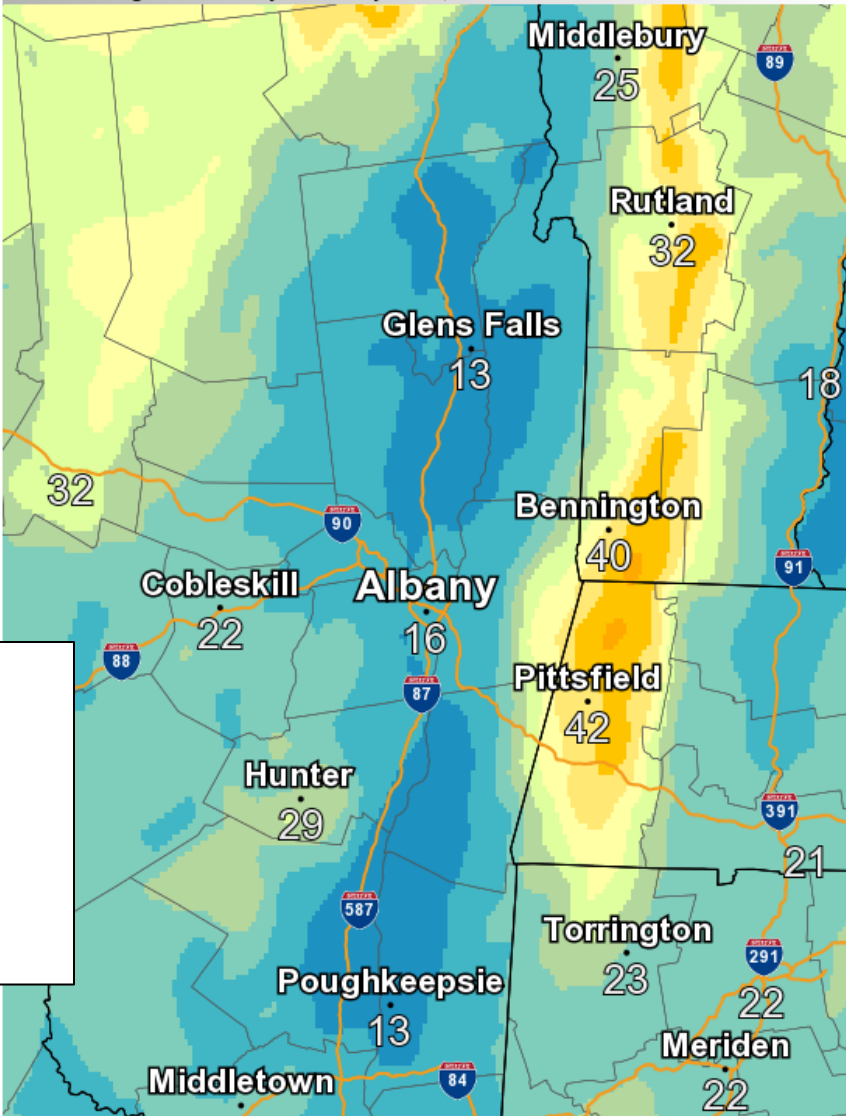 Middlebury
25
89
Rutland
32
Glens Falls
13
18
32
90
Bennington
40
91
Cobleskill
22
Albany
16
88
87
Pittsfield
42
Hunter
29
391
21
587
Torrington
23
291
22
Poughkeepsie
13
Meriden
22
Middletown
84